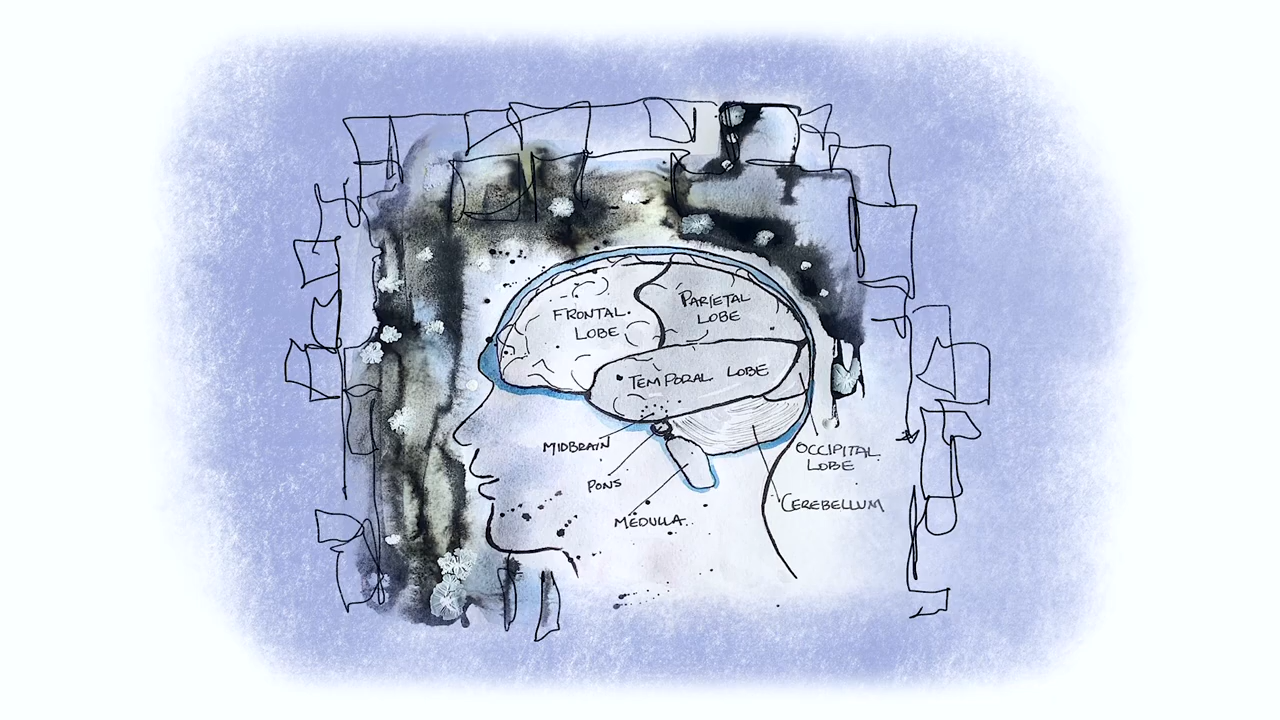 FRONTAL
LOBE
PARIETAL
LOBE
TEMPORAL LOBE
MIDBRAIN
PONS
MEDULLA
OCCIPITAL
LOBE
CEREBELLUM